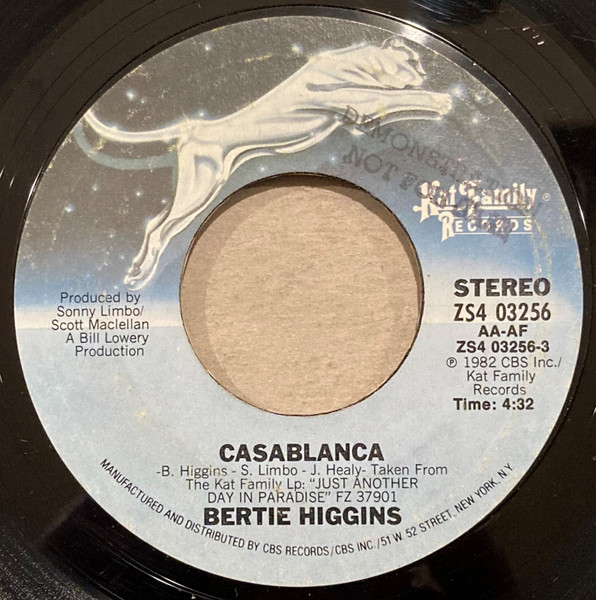 DEMONSTRATION
NOT FOR
Kat Family
RECORDS
®
Produced by
Sonny Limbo/
Scott Maclellan
A Bill Lowery
Production
STEREO
ZS4 03256
AA-AF
ZS4 03256-3
℗ 1982 CBS Inc./
Kat Family
Records
Time: 4:32
CASABLANCA
-B. Higgins - S. Limbo - J. Healy- Taken From
The Kat Family Lp: "JUST ANOTHER
DAY IN PARADISE" FZ 37901
BERTIE HIGGINS
MANUFACTURED AND DISTRIBUTED BY CBS RECORDS/CBS INC./51 W. 52 STREET, NEW YORK, N.Y.